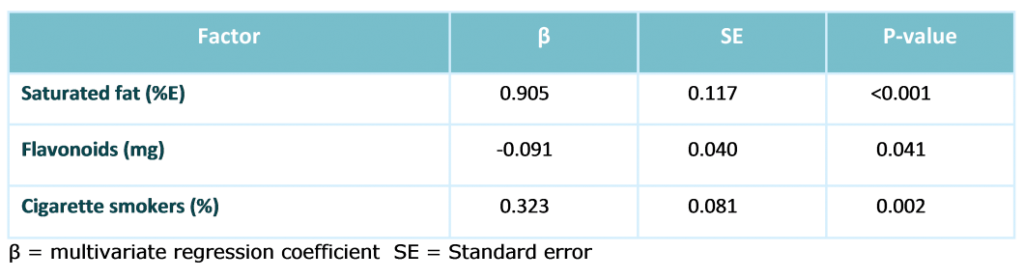 Factor β SE P-value
Saturated fat (%E) 0.905 0.117 <0.001
Flavonoids (mg) -0.091 0.040 0.041
Cigarette smokers (%) 0.323 0.081 0.002
β = multivariate regression coefficient SE = Standard error